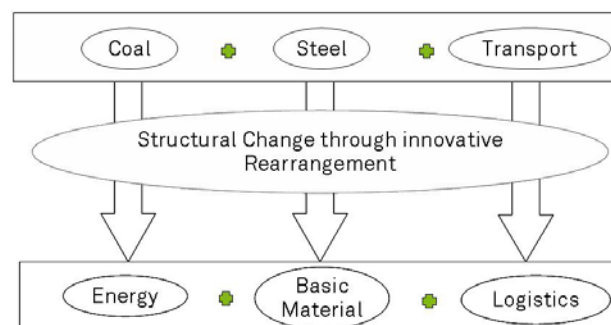 Coal Steel Transport
Structural Change through innovative
Rearrangement
Energy Basic Material Logistics